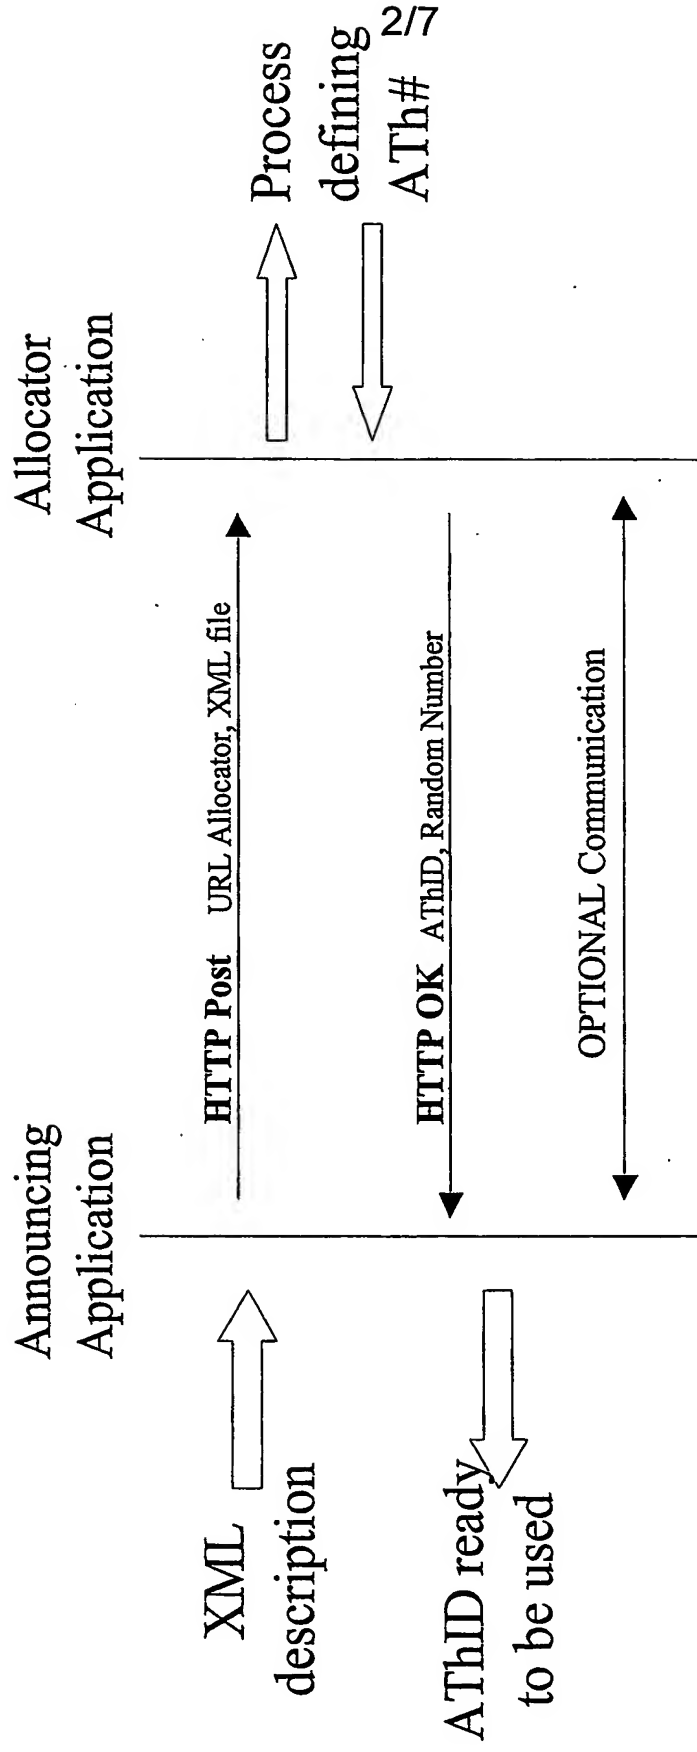 2/7
Announcing
Application
Allocator
Application
XML
description
HTTP Post URL Allocator, XML file
Process
defining
ATh#
HTTP OK AThID, Random Number
AThID ready
to be used
OPTIONAL Communication